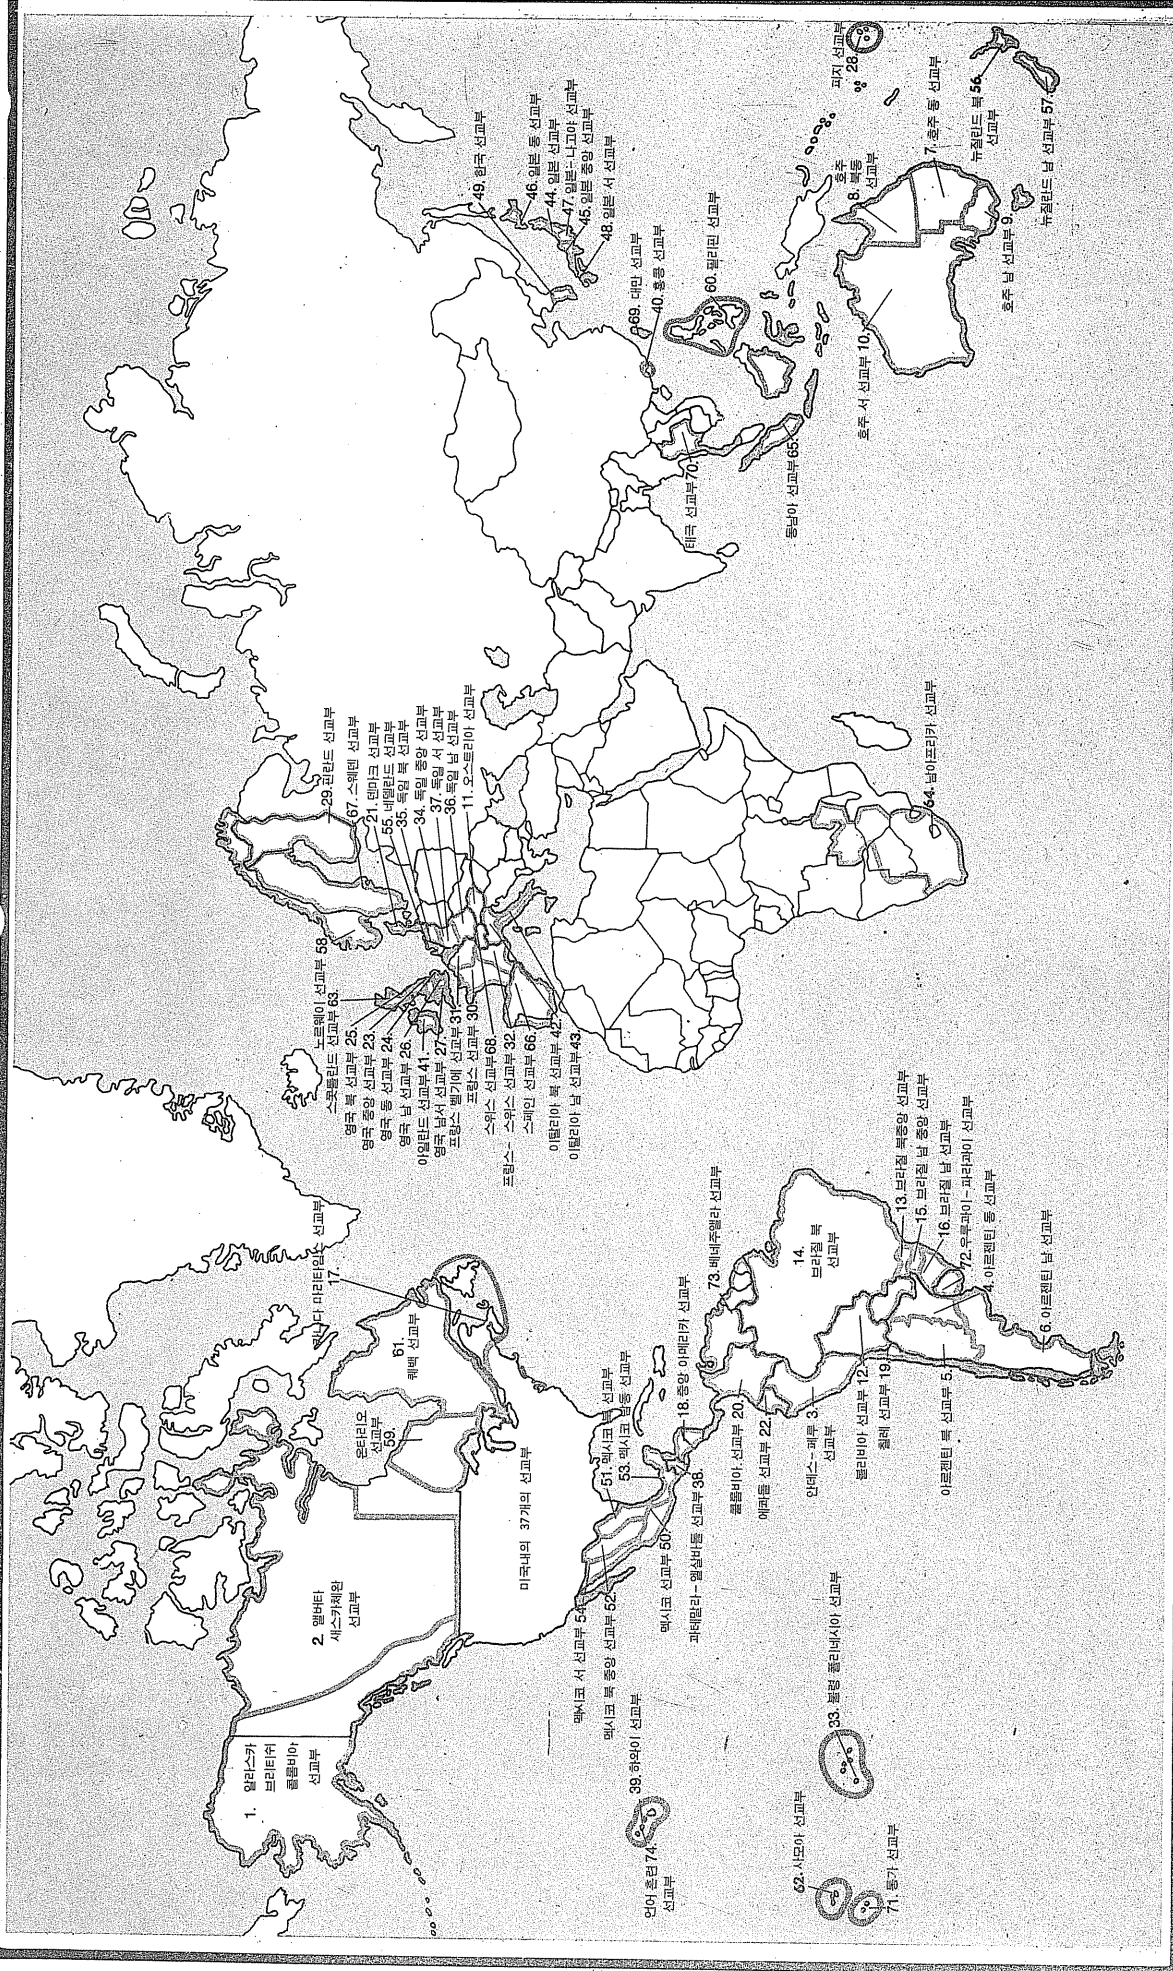 1. 알라스카
브리티쉬
콜롬비아
선교부
2. 앨버타
새스카체완
선교부
온타리오
선교부
59.
61.
퀘백 선교부
캐나다 마리타임스 선교부
17.
미국내의 37개의 선교부
51. 멕시코 북 선교부
53. 멕시코 남동 선교부
18. 중앙 아메리카 선교부
멕시코 서 선교부 54.
멕시코 북 중앙 선교부 52.
멕시코 선교부 50.
과테말라-엘살바돌 선교부 38.
39. 하와이 선교부
언어 훈련 74.
선교부
62. 사모아 선교부
71. 통가 선교부
33. 불령 폴리네시아 선교부
73. 베네주엘라 선교부
콜롬비아 선교부 20.
에콰돌 선교부 22.
안데스-페루 3.
선교부
볼리비아 선교부 12.
칠레 선교부 19.
아르젠틴 북 선교부 5.
14.
브라질 북
선교부
13. 브라질 북중앙 선교부
15. 브라질 남 중앙 선교부
16. 브라질 남 선교부
72. 우루과이-파라과이 선교부
4. 아르젠틴 동 선교부
6. 아르젠틴 남 선교부
노르웨이 선교부 58
스콧틀란드 선교부 63.
영국 북 선교부 25.
영국 중앙 선교부 23.
영국 동 선교부 24.
영국 남 선교부 26.
아일랜드 선교부 41.
영국 남서 선교부 27.
프랑스 벨기에 선교부 31.
프랑스 선교부 30.
스위스 선교부 68.
프랑스- 스위스 선교부 32.
스페인 선교부 66.
이탈리아 북 선교부 42.
이탈리아 남 선교부 43.
29. 핀란드 선교부
67. 스웨덴 선교부
21. 덴마크 선교부
55. 네델란드 선교부
35. 독일 북 선교부
34. 독일 중앙 선교부
37. 독일 서 선교부
36. 독일 남 선교부
11. 오스트리아 선교부
64. 남아프리카 선교부
49. 한국 선교부
46. 일본 동 선교부
44. 일본 선교부
47. 일본-나고야 선교부
45. 일본 중앙 선교부
48. 일본 서 선교부
69. 대만 선교부
40. 홍콩 선교부
60. 필리핀 선교부
태국 선교부 70.
동남아 선교부 65.
호주 서 선교부 10.
호주
8. 북동
선교부
7. 호주 동 선교부
호주 남 선교부 9.
피지 선교부
28.
뉴질란드 북 56.
선교부
뉴질란드 남 선교부 57.